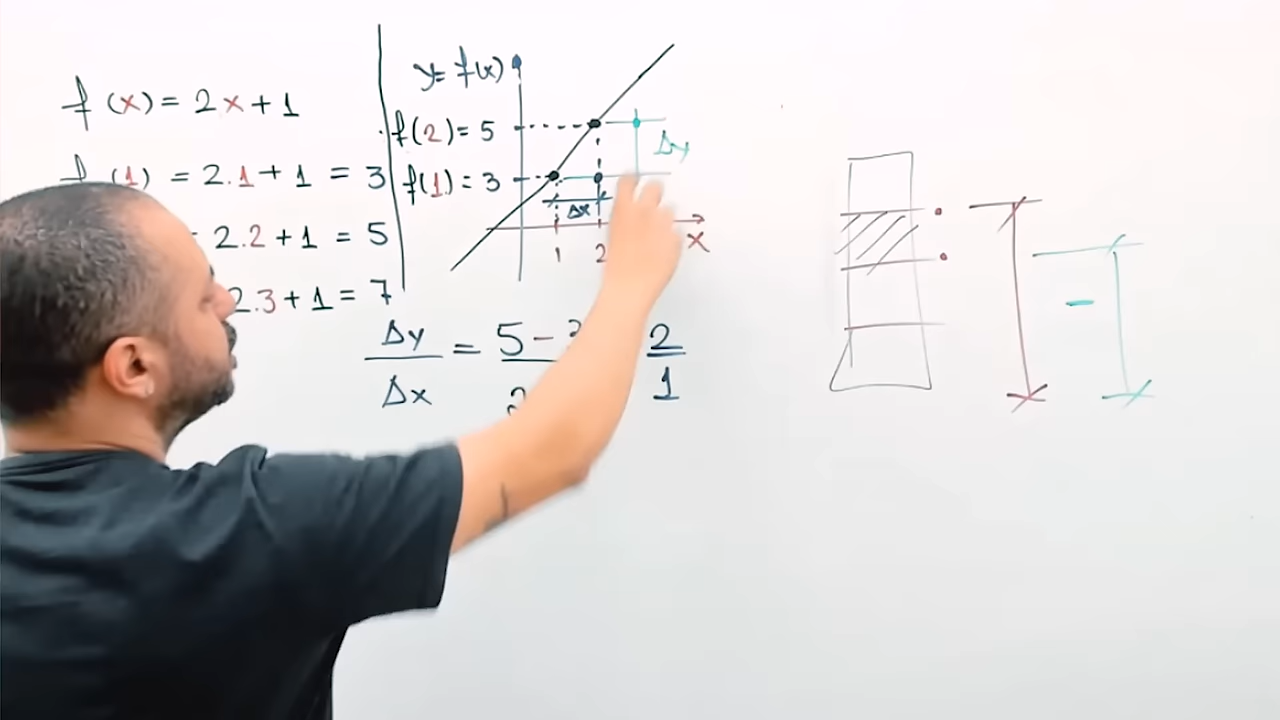 f(x) = 2x + 1
(1) = 2.1 + 1 = 3
= 2.2 + 1 = 5
2.3 + 1 = 7
y = f(x)
f(2) = 5
f(1) = 3
Δy
Δx
1 2 x
Δy/Δx = 5 - 2/1
-